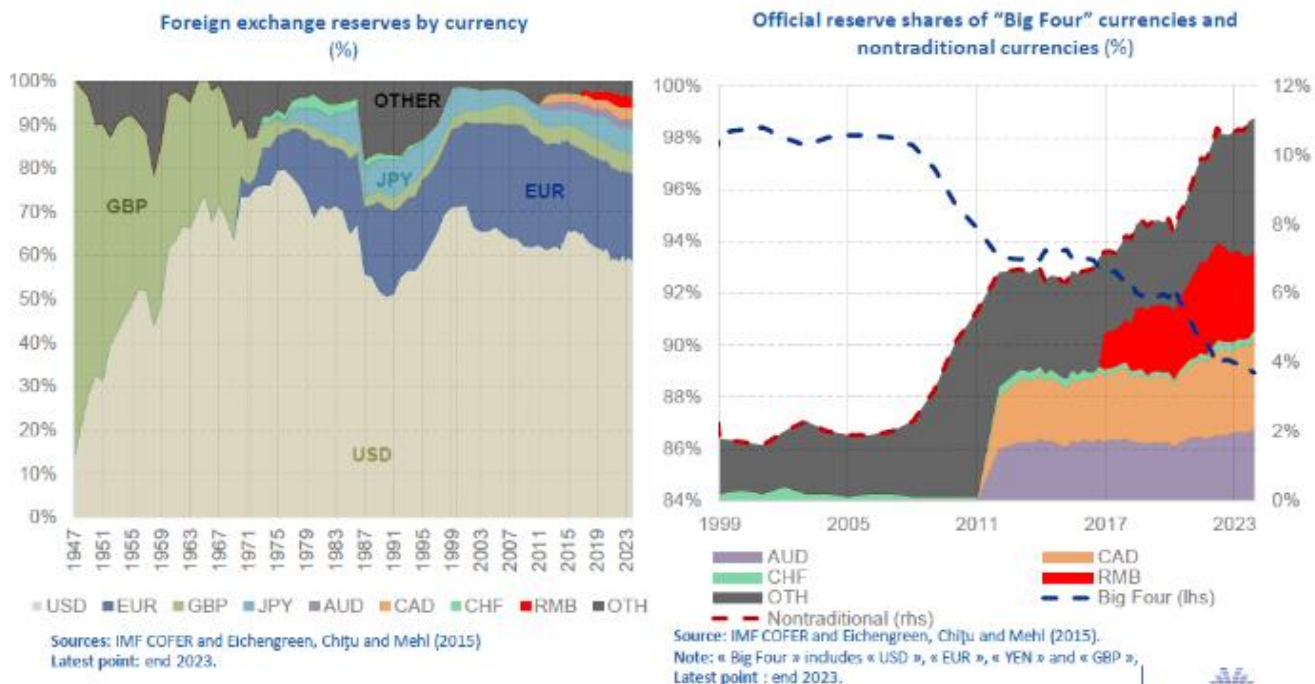 Foreign exchange reserves by currency
(%)
100%
90%
80%
70%
60%
50%
40%
30%
20%
10%
0%
OTHER
GBP
JPY
EUR
USD
1947
1951
1955
1959
1963
1967
1971
1975
1979
1983
1987
1991
1995
1999
2003
2007
2011
2015
2019
2023
USD EUR GBP JPY AUD CAD CHF RMB OTH
Sources: IMF COFER and Eichengreen, Chiţu and Mehl (2015)
Latest point: end 2023.
Official reserve shares of “Big Four” currencies and
nontraditional currencies (%)
100%
98%
96%
94%
92%
90%
88%
86%
84%
12%
10%
8%
6%
4%
2%
0%
1999 2005 2011 2017 2023
AUD CAD
CHF RMB
OTH Big Four (lhs)
Nontraditional (rhs)
Source: IMF COFER and Eichengreen, Chiţu and Mehl (2015).
Note: « Big Four » includes « USD », « EUR », « YEN » and « GBP »,
Latest point : end 2023.